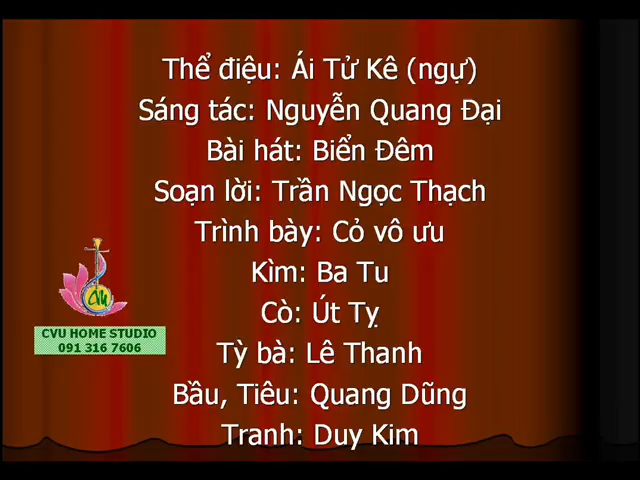 Thể điệu: Ái Tử Kê (ngự)
Sáng tác: Nguyễn Quang Đại
Bài hát: Biển Đêm
Soạn lời: Trần Ngọc Thạch
Trình bày: Cỏ vô ưu
Kìm: Ba Tu
Cò: Út Tỵ
Tỳ bà: Lê Thanh
Bầu, Tiêu: Quang Dũng
Tranh: Duy Kim
CVU
CVU HOME STUDIO
091 316 7606